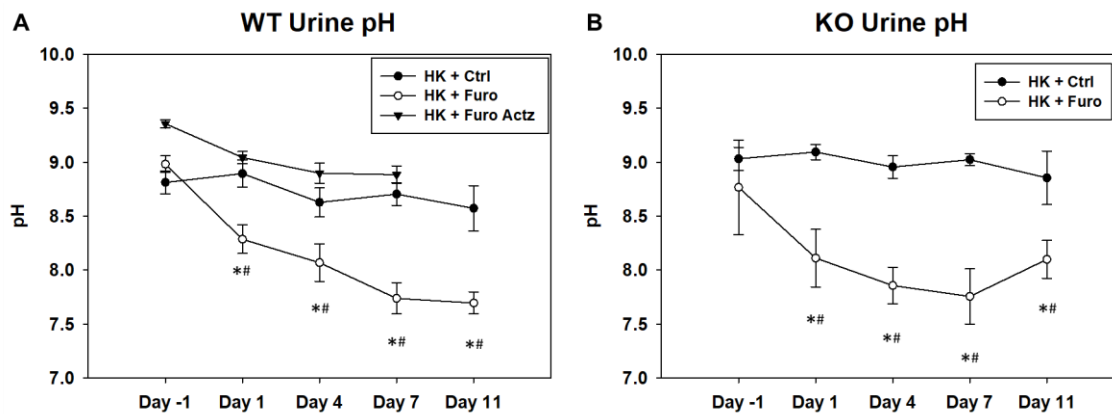 A WT Urine pH
10.0
9.5
9.0
8.5
8.0
7.5
7.0
pH
HK + Ctrl
HK + Furo
HK + Furo Actz
*#
*#
*#
*#
Day -1 Day 1 Day 4 Day 7 Day 11
B KO Urine pH
10.0
9.5
9.0
8.5
8.0
7.5
7.0
pH
HK + Ctrl
HK + Furo
*#
*#
*#
*#
Day -1 Day 1 Day 4 Day 7 Day 11